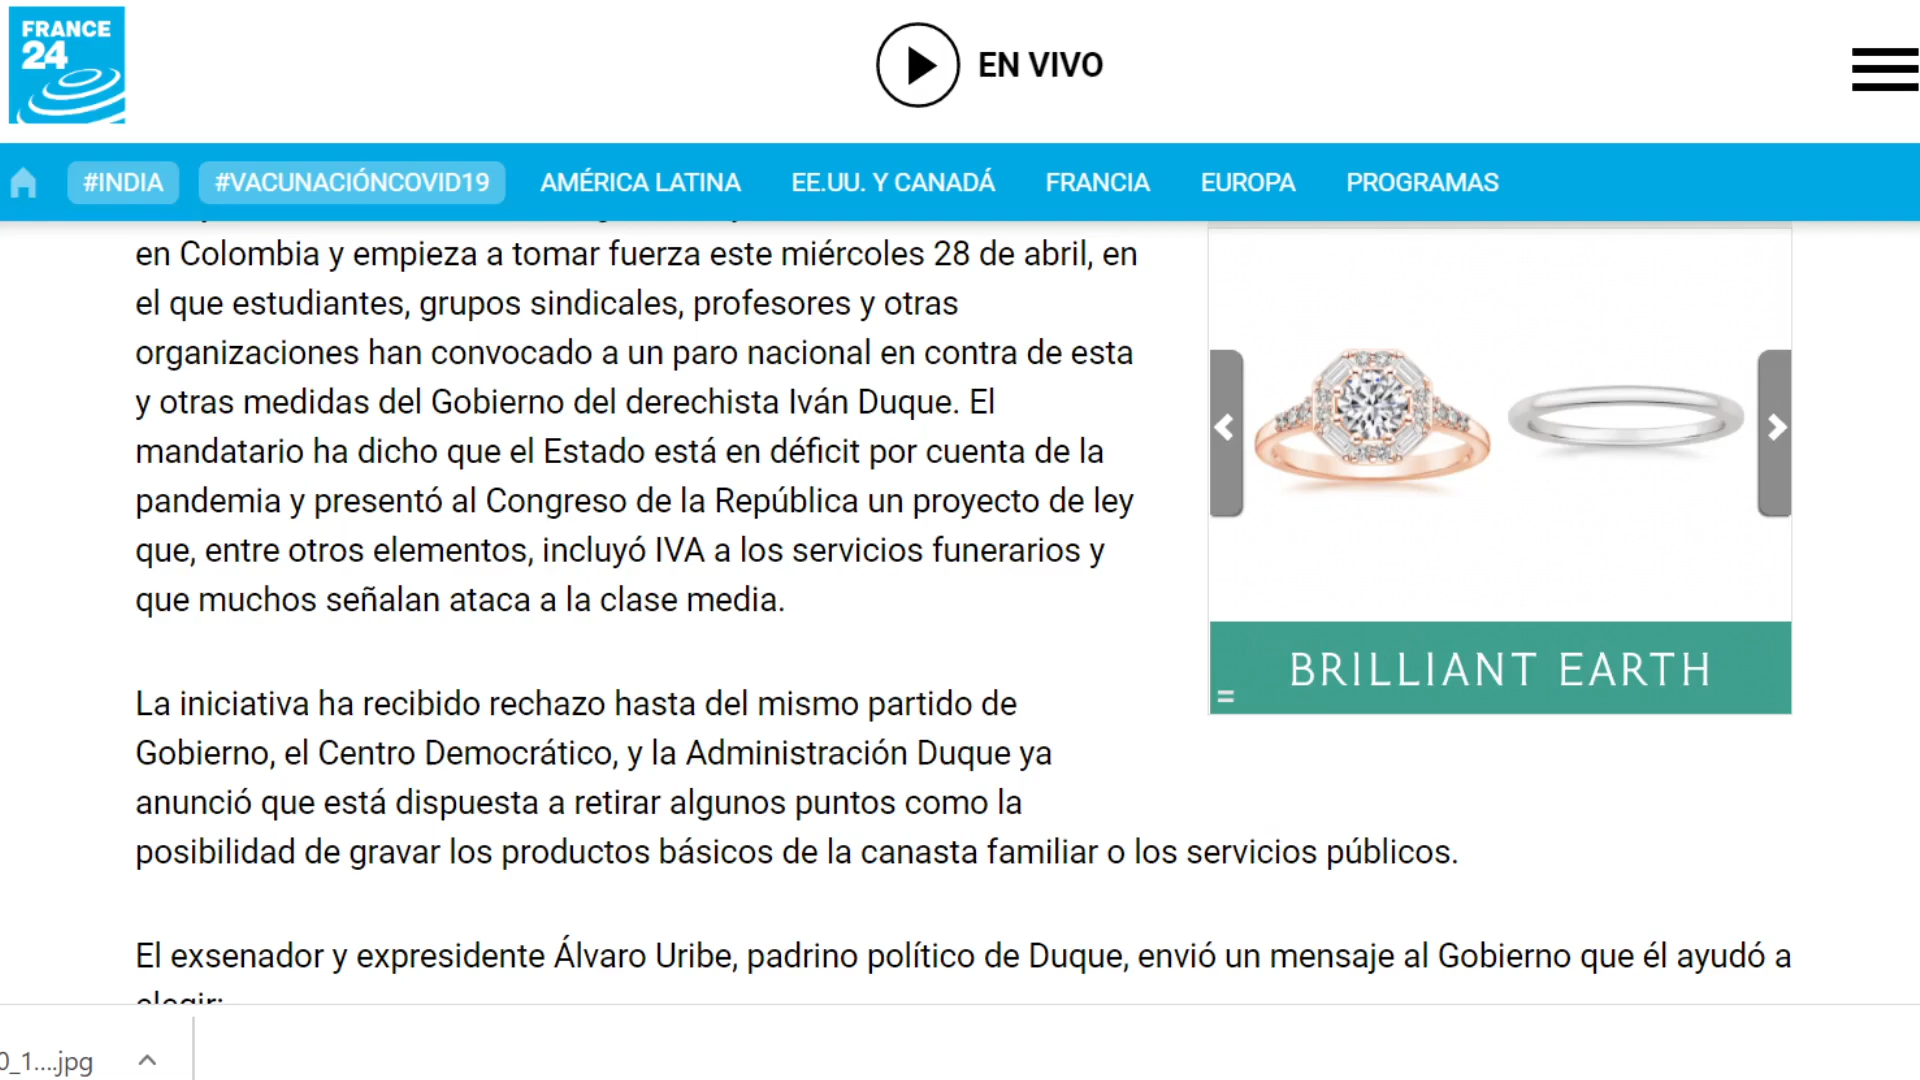 FRANCE
24
EN VIVO
#INDIA #VACUNACIÓNCOVID19 AMÉRICA LATINA EE.UU. Y CANADÁ FRANCIA EUROPA PROGRAMAS
en Colombia y empieza a tomar fuerza este miércoles 28 de abril, en
el que estudiantes, grupos sindicales, profesores y otras
organizaciones han convocado a un paro nacional en contra de esta
y otras medidas del Gobierno del derechista Iván Duque. El
mandatario ha dicho que el Estado está en déficit por cuenta de la
pandemia y presentó al Congreso de la República un proyecto de ley
que, entre otros elementos, incluyó IVA a los servicios funerarios y
que muchos señalan ataca a la clase media.
BRILLIANT EARTH
La iniciativa ha recibido rechazo hasta del mismo partido de
Gobierno, el Centro Democrático, y la Administración Duque ya
anunció que está dispuesta a retirar algunos puntos como la
posibilidad de gravar los productos básicos de la canasta familiar o los servicios públicos.
El exsenador y expresidente Álvaro Uribe, padrino político de Duque, envió un mensaje al Gobierno que él ayudó a
elegir:
0_1....jpg